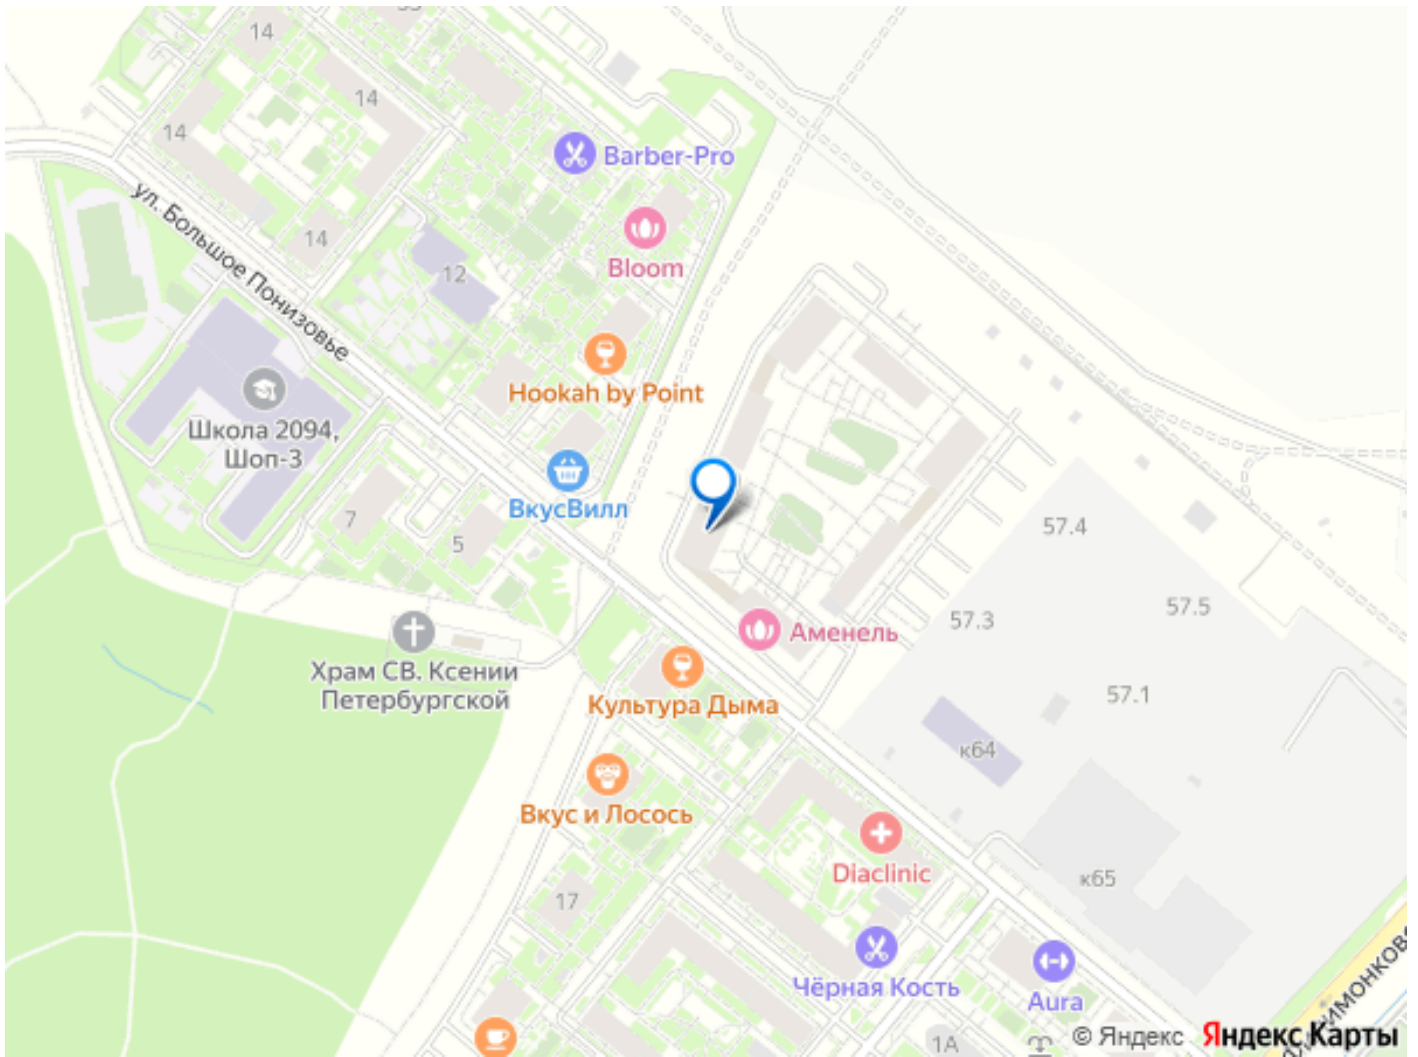 14
14
14
Barber-Pro
ул. Большое Понизовье
14
Bloom
12
Hookah by Point
Школа 2094,
Шоп-3
ВкусВилл
7
5
57.4
57.3
57.5
Аменель
Храм СВ. Ксении
Петербургской
57.1
Культура Дыма
к64
Вкус и Лосось
Diaclinic
к65
17
Чёрная Кость
Aura
1А
© Яндекс
Яндекс Карты